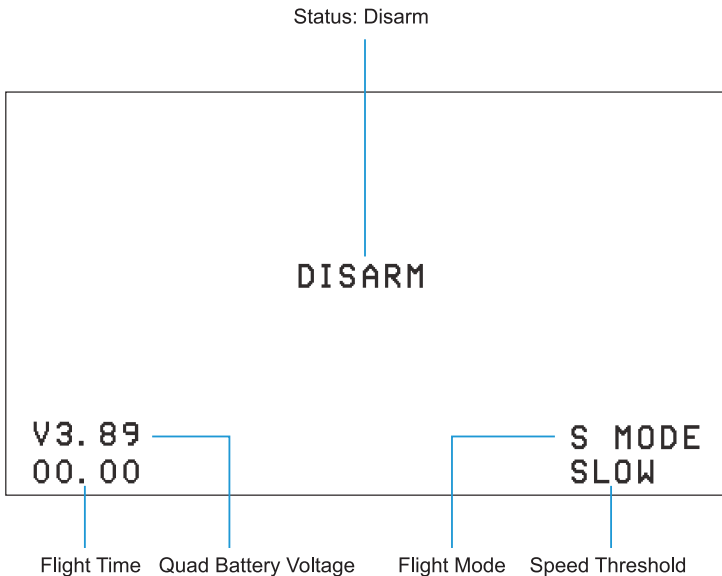 Status: Disarm
DISARM
V3.89
S MODE
00.00
SLOW
Flight Time
Quad Battery Voltage
Flight Mode
Speed Threshold